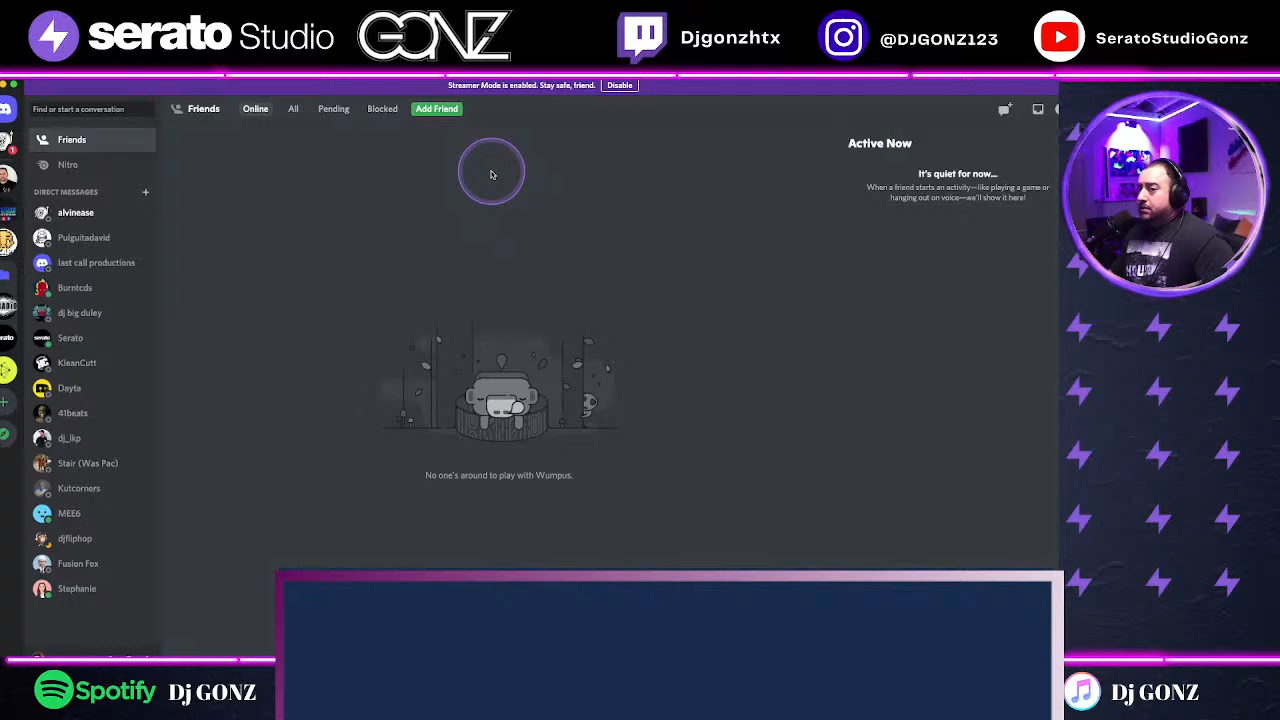 serato Studio
GONZ
Djgonzhtx
@DJGONZ123
SeratoStudioGonz
Streamer Mode is enabled. Stay safe, friend.
Disable
Find or start a conversation
Friends
Online
All
Pending
Blocked
Add Friend
Friends
Nitro
DIRECT MESSAGES
alvinease
Pulguitadavid
last call productions
Burntcds
dj big duley
Serato
KleanCutt
Dayta
41beats
dj_lkp
Stair (Was Pac)
Kutcorners
MEE6
djfliphop
Fusion Fox
Stephanie
No one's around to play with Wumpus.
Active Now
It's quiet for now...
When a friend starts an activity—like playing a game or
hanging out on voice—we'll show it here!
Spotify
Dj GONZ
Dj GONZ